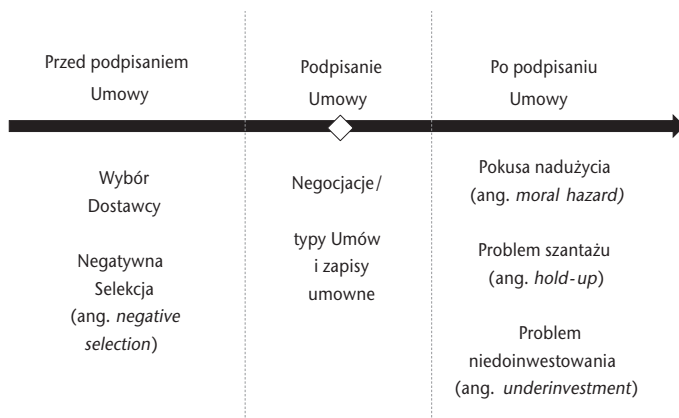 Przed podpisaniem
Umowy
Podpisanie
Umowy
Po podpisaniu
Umowy
Wybór
Dostawcy
Negatywna
Selekcja
(ang. negative
selection)
Negocjacje/
typy Umów
i zapisy
umowne
Pokusa nadużycia
(ang. moral hazard)
Problem szantażu
(ang. hold-up)
Problem
niedoinwestowania
(ang. underinvestment)